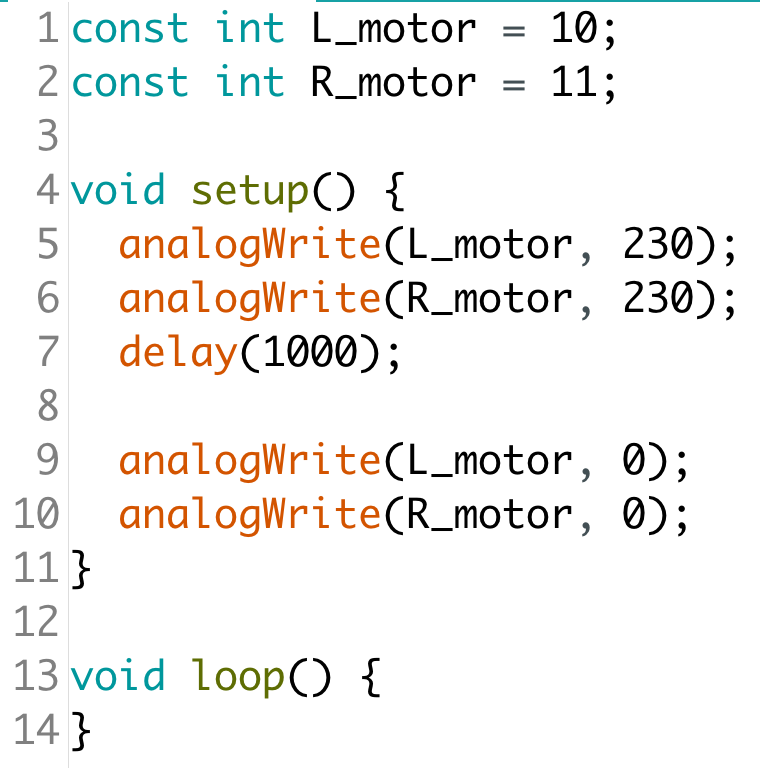 1 const int L_motor = 10;
2 const int R_motor = 11;
3
4 void setup() {
5   analogWrite(L_motor, 230);
6   analogWrite(R_motor, 230);
7   delay(1000);
8
9   analogWrite(L_motor, 0);
10   analogWrite(R_motor, 0);
11 }
12
13 void loop() {
14 }